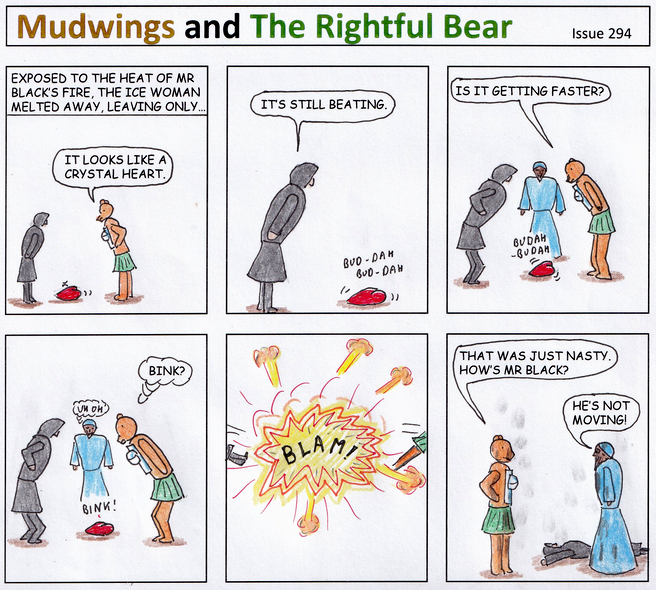 Mudwings and The Rightful Bear
Issue 294
EXPOSED TO THE HEAT OF MR
BLACK'S FIRE, THE ICE WOMAN
MELTED AWAY, LEAVING ONLY...
IT LOOKS LIKE A
CRYSTAL HEART.
IT'S STILL BEATING.
BUD-DAH
BUD-DAH
IS IT GETTING FASTER?
BUDAH
-BUDAH
BINK?
UH OH!
BINK!
BLAM!
THAT WAS JUST NASTY.
HOW'S MR BLACK?
HE'S NOT
MOVING!